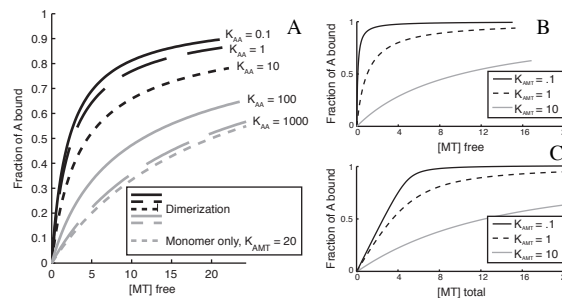 A
Fraction of A bound
1
0.9
0.8
0.7
0.6
0.5
0.4
0.3
0.2
0.1
0
K_AA = 0.1
K_AA = 1
K_AA = 10
K_AA = 100
K_AA = 1000
Dimerization
Monomer only, K_AMT = 20
0 5 10 15 20
[MT] free
B
Fraction of A bound
1
0.5
0
K_AMT = .1
K_AMT = 1
K_AMT = 10
0 4 8 12 16 20
[MT] free
C
Fraction of A bound
1
0.5
0
K_AMT = .1
K_AMT = 1
K_AMT = 10
0 4 8 12 16 20
[MT] total